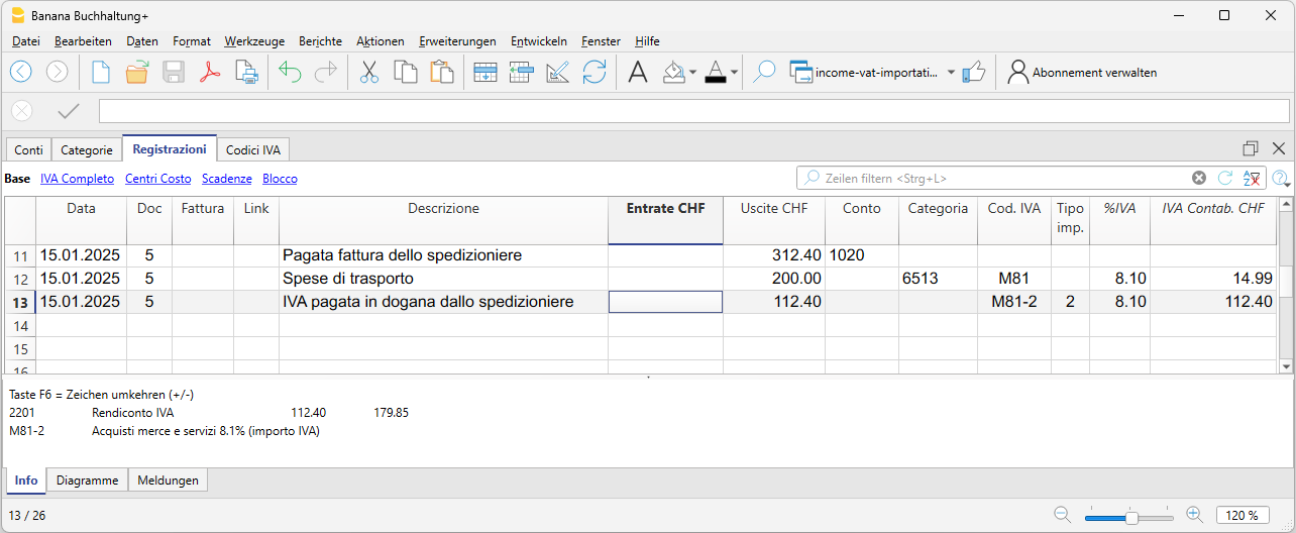 Banana Buchhaltung+
Datei Bearbeiten Daten Format Werkzeuge Berichte Aktionen Erweiterungen Entwickeln Fenster Hilfe
income-vat-importati... Abonnement verwalten
Conti Categorie Registrazioni Codici IVA
Base IVA Completo Centri Costo Scadenze Blocco Zeilen filtern <Strg+L>
Data Doc Fattura Link Descrizione Entrate CHF Uscite CHF Conto Categoria Cod. IVA Tipo imp. %IVA IVA Contab. CHF
11 15.01.2025 5 Pagata fattura dello spedizioniere 312.40 1020
12 15.01.2025 5 Spese di trasporto 200.00 6513 M81 8.10 14.99
13 15.01.2025 5 IVA pagata in dogana dallo spedizioniere 112.40 M81-2 2 8.10 112.40
14
15
16
Taste F6 = Zeichen umkehren (+/-)
2201 Rendiconto IVA 112.40 179.85
M81-2 Acquisti merce e servizi 8.1% (importo IVA)
Info Diagramme Meldungen
13 / 26 120 %